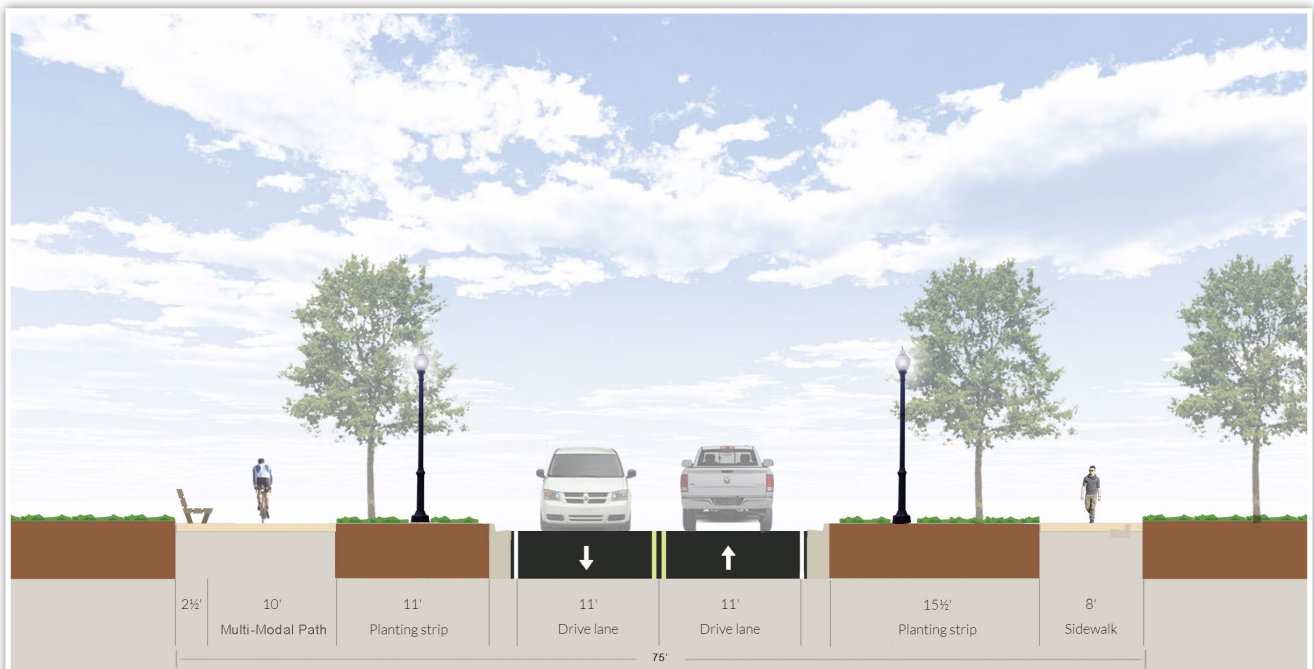 2½' 10' 11' 11' 11' 15½' 8'
Multi-Modal Path Planting strip Drive lane Drive lane Planting strip Sidewalk
75'